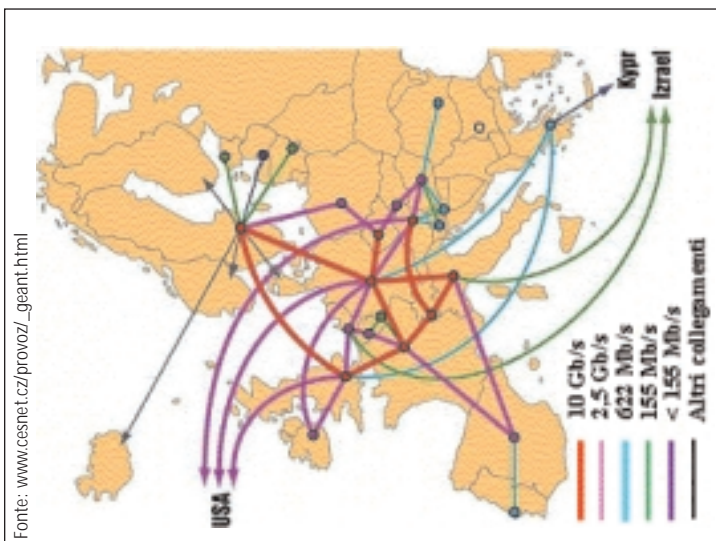 Fonte: www.cesnet.cz/provoz/_geant.html
USA
Kypr
Izrael
10 Gb/s
2,5 Gb/s
622 Mb/s
155 Mb/s
< 155 Mb/s
Altri collegamenti